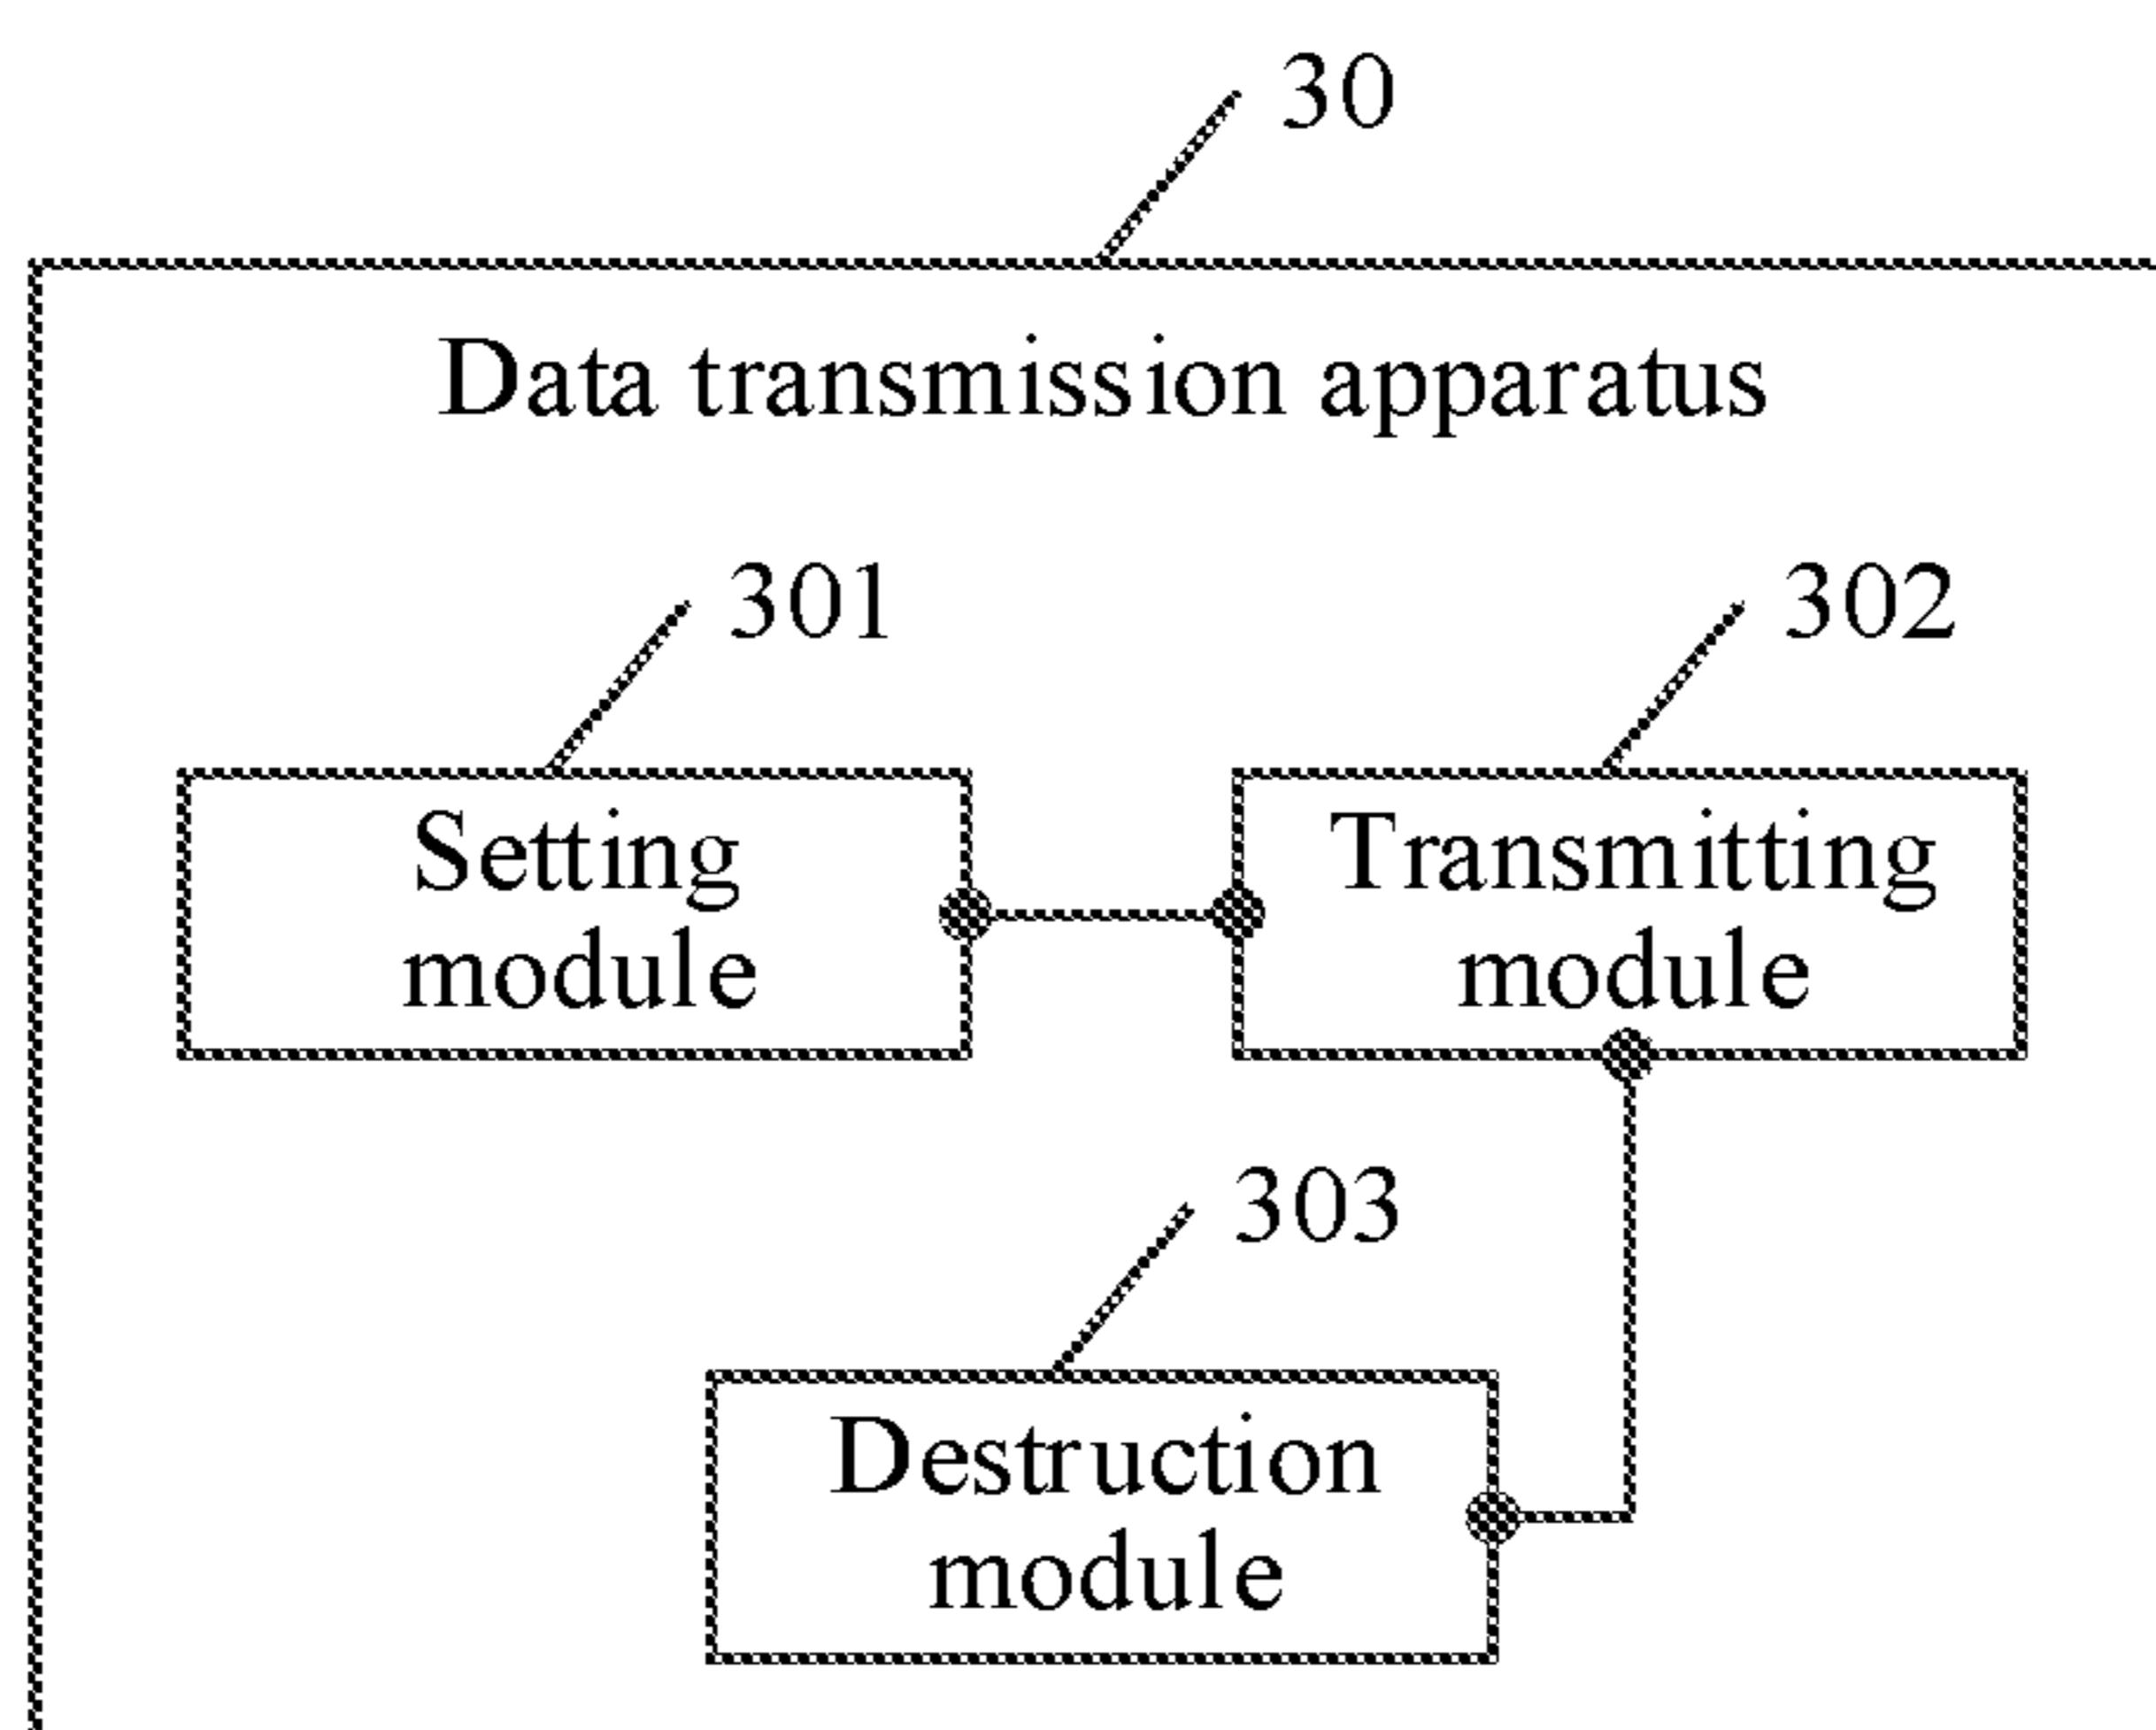 30
Data transmission apparatus
301
302
Setting
module
Transmitting
module
303
Destruction
module